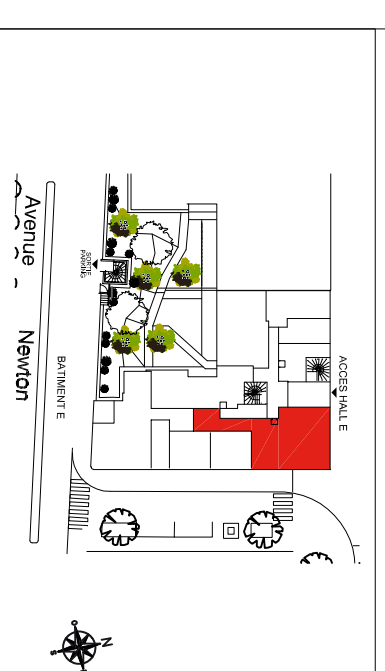 SORTIE
PARKING
Avenue Newton
BATIMENT E
ACCES HALL E
N
S
O